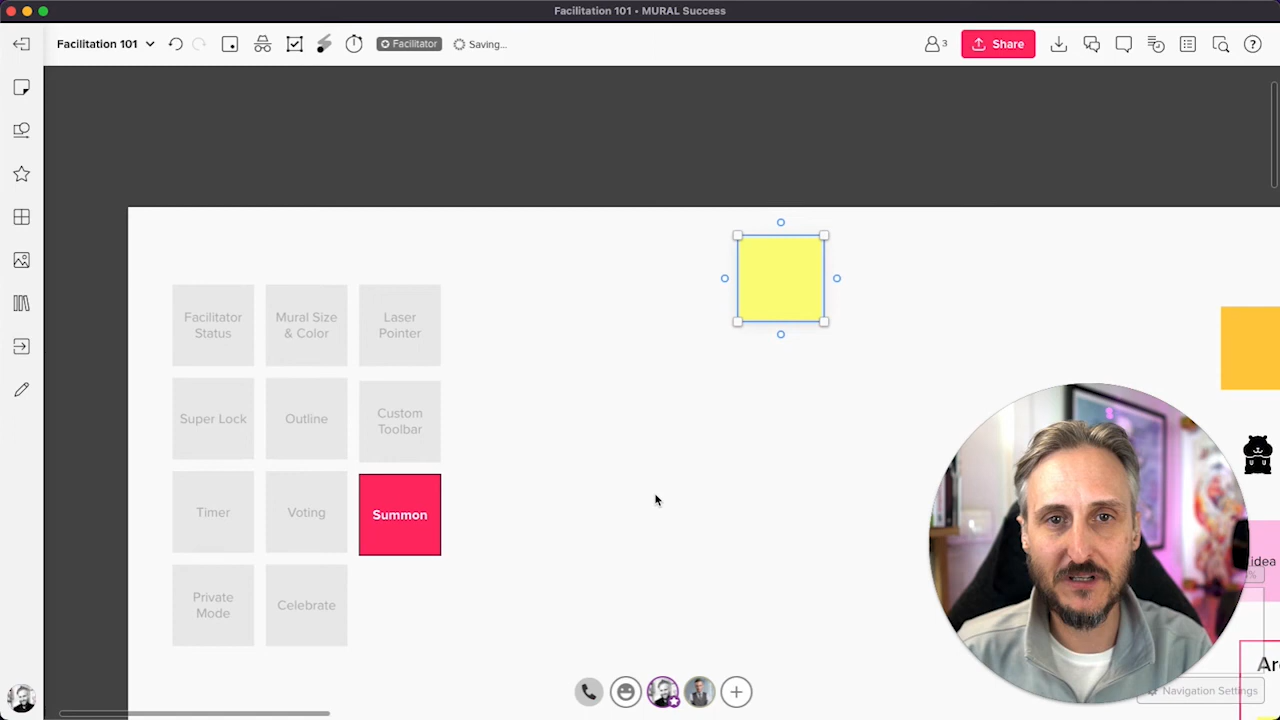 Facilitation 101 • MURAL Success
Facilitation 101
Facilitator
Saving...
3
Share
Facilitator
Status
Mural Size
& Color
Laser
Pointer
Super Lock
Outline
Custom
Toolbar
Timer
Voting
Summon
Private
Mode
Celebrate
idea
Navigation Settings